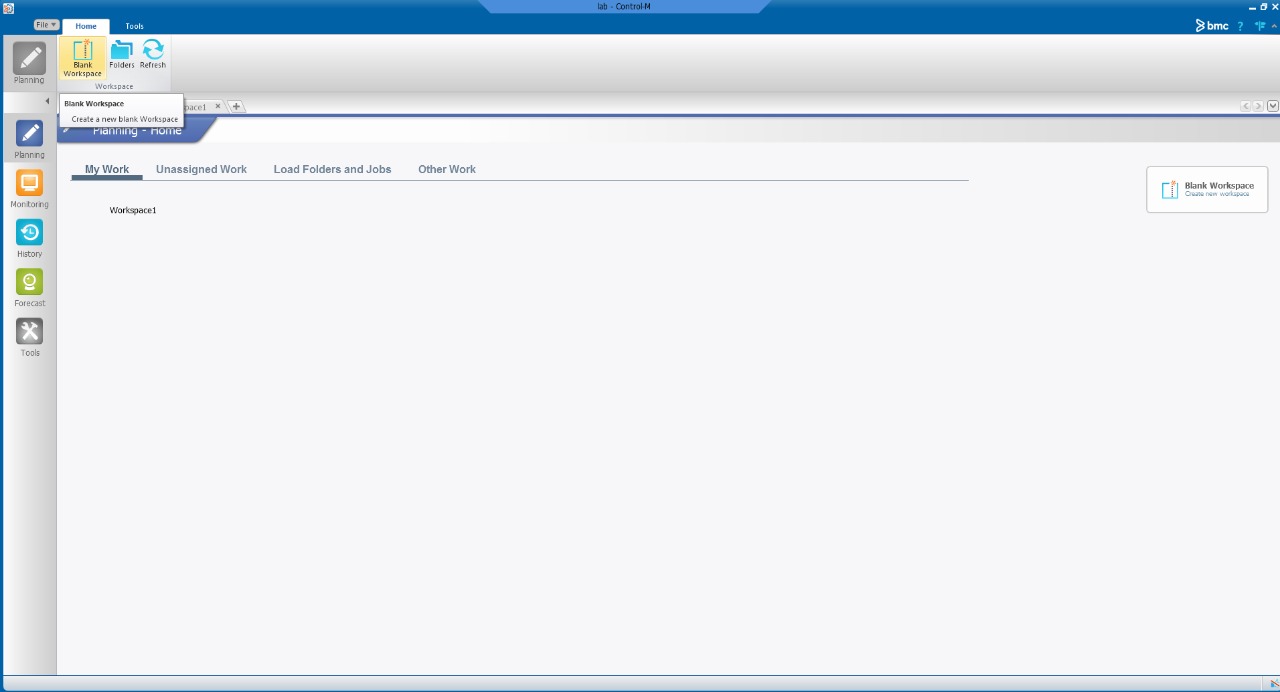 lab - Control-M
File
Home
Tools
bmc
Planning
Blank
Workspace
Folders
Refresh
Workspace
Blank Workspace
Create a new blank Workspace
pace1
Planning - Home
Planning
Monitoring
History
Forecast
Tools
My Work
Unassigned Work
Load Folders and Jobs
Other Work
Workspace1
Blank Workspace
Create new workspace